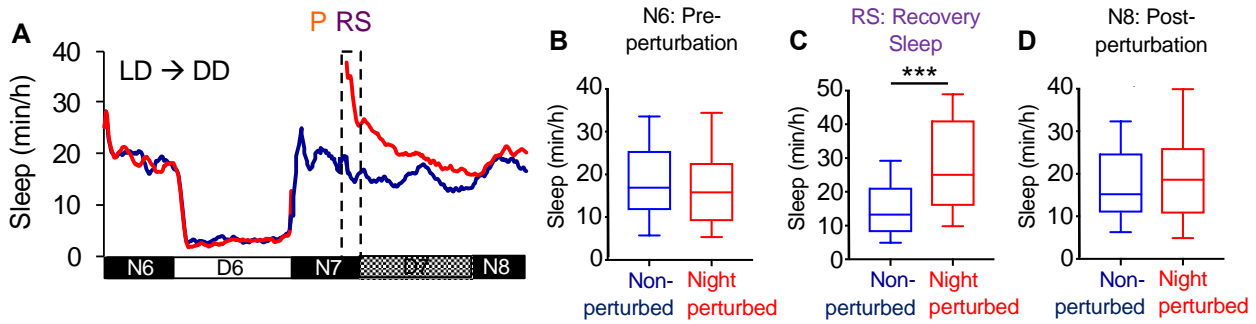 A
P RS
LD → DD
Sleep (min/h)
40
30
20
10
0
N6
D6
N7
D7
N8
B
N6: Pre-
perturbation
Sleep (min/h)
40
30
20
10
0
Non-
perturbed
Night
perturbed
C
RS: Recovery
Sleep
***
Sleep (min/h)
50
40
30
20
10
0
Non-
perturbed
Night
perturbed
D
N8: Post-
perturbation
Sleep (min/h)
40
30
20
10
0
Non-
perturbed
Night
perturbed